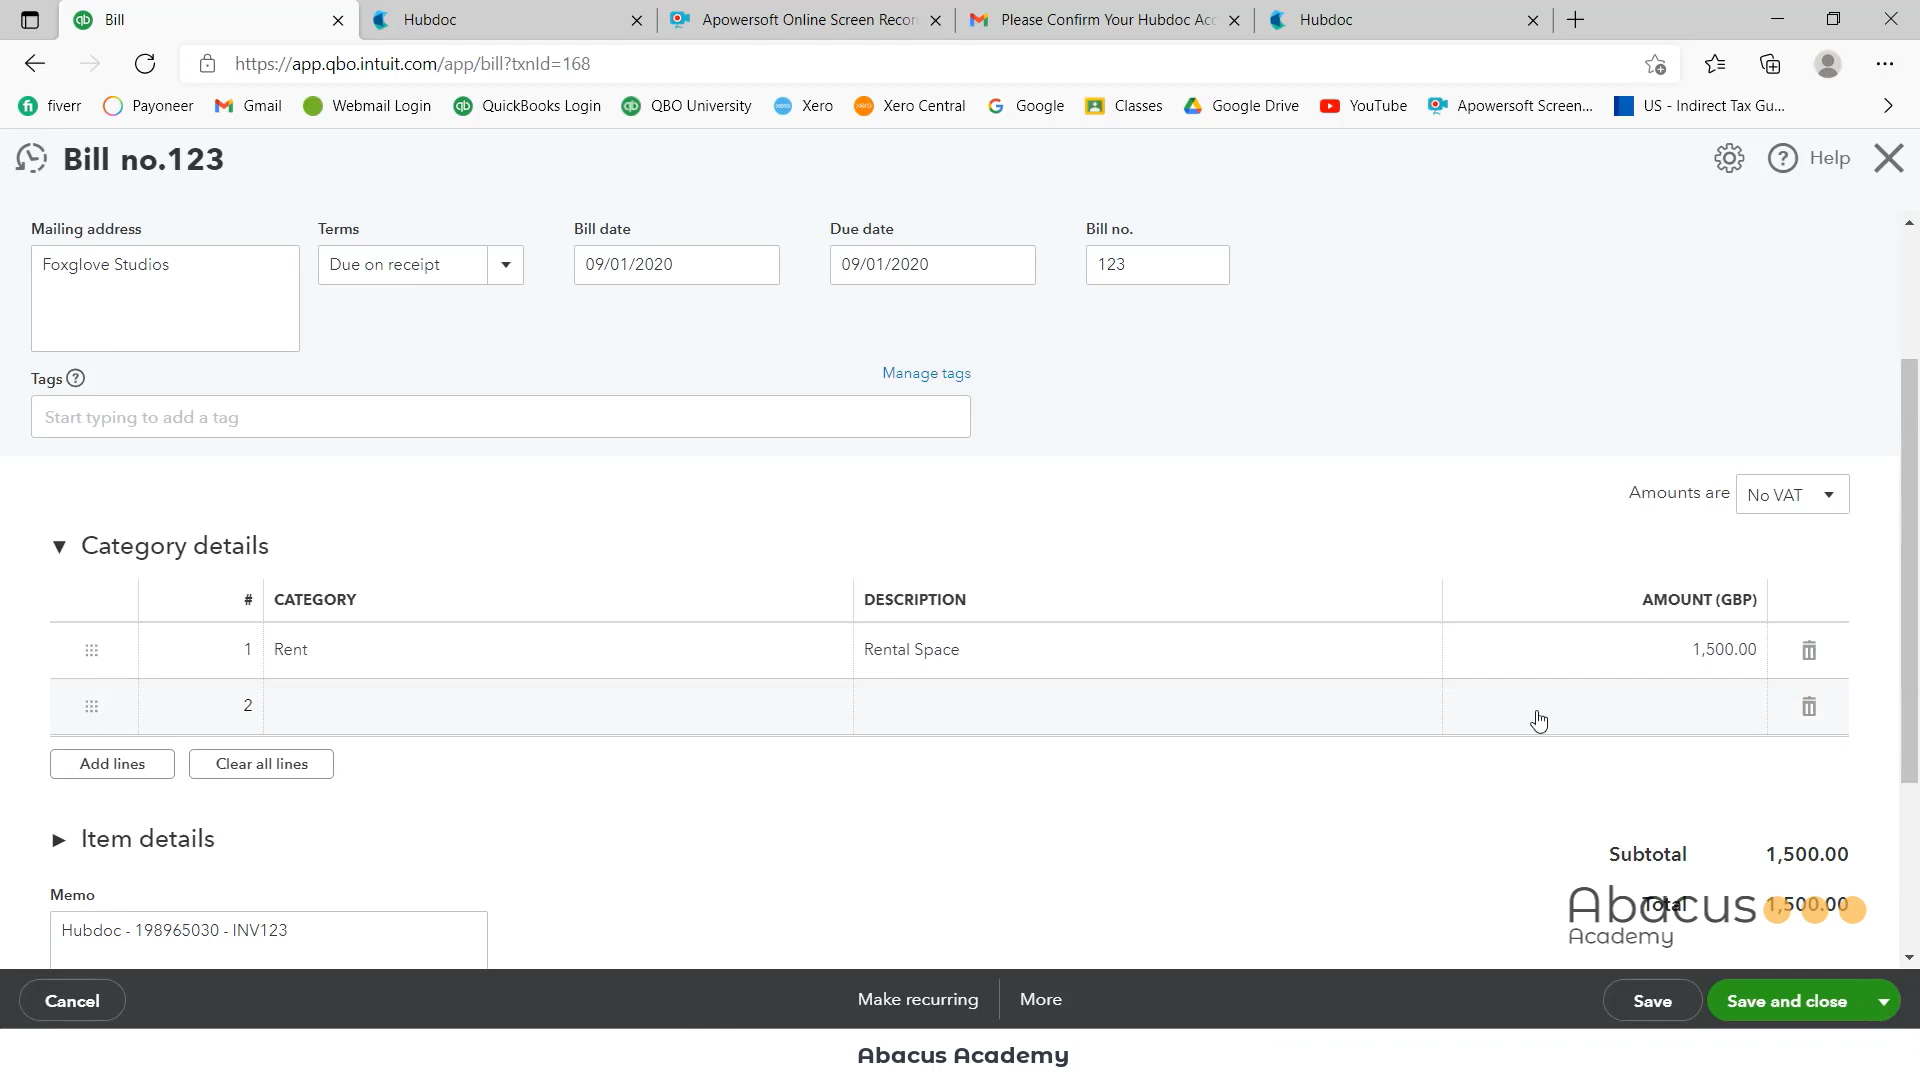 Bill
Hubdoc
Apowersoft Online Screen Recor
Please Confirm Your Hubdoc Acc
Hubdoc
https://app.qbo.intuit.com/app/bill?txnId=168
fiverr
Payoneer
Gmail
Webmail Login
QuickBooks Login
QBO University
Xero
Xero Central
Google
Classes
Google Drive
YouTube
Apowersoft Screen...
US - Indirect Tax Gu...
Bill no.123
Help
Mailing address
Terms
Bill date
Due date
Bill no.
Foxglove Studios
Due on receipt
09/01/2020
09/01/2020
123
Tags
Manage tags
Start typing to add a tag
Amounts are
No VAT
Category details
# CATEGORY DESCRIPTION AMOUNT (GBP)
1 Rent Rental Space 1,500.00
2
Add lines
Clear all lines
Item details
Subtotal 1,500.00
Memo
Total 1,500.00
Abacus
Academy
Hubdoc - 198965030 - INV123
Cancel
Make recurring
More
Save
Save and close
Abacus Academy